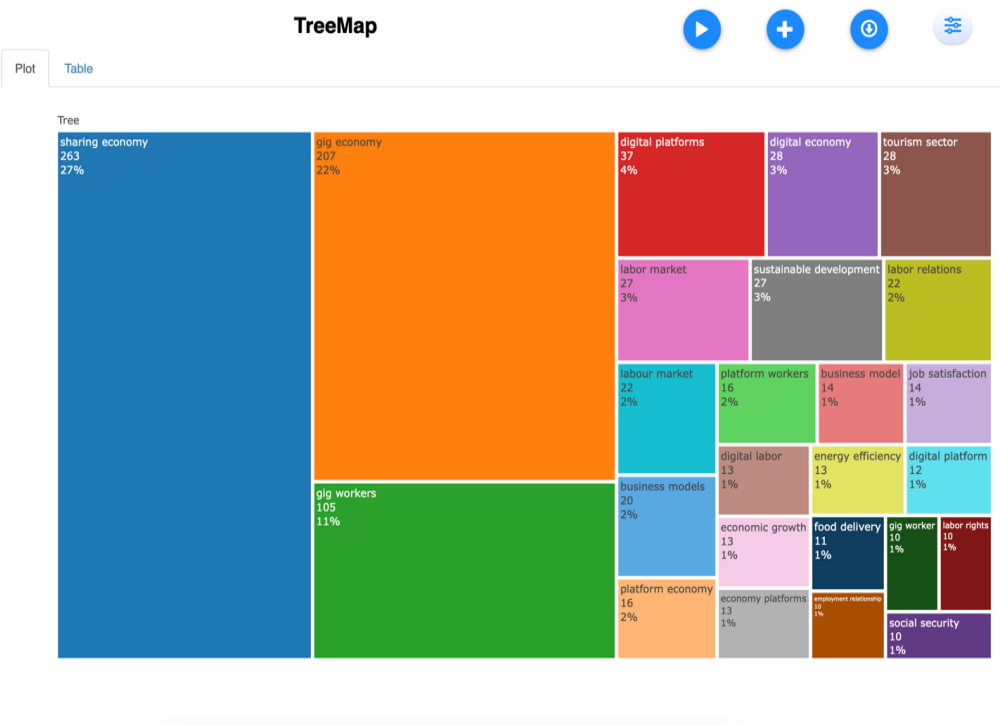 TreeMap
Plot
Table
Tree
sharing economy
263
27%
gig economy
207
22%
gig workers
105
11%
digital platforms
37
4%
digital economy
28
3%
tourism sector
28
3%
labor market
27
3%
sustainable development
27
3%
labor relations
22
2%
labour market
22
2%
platform workers
16
2%
business model
14
1%
job satisfaction
14
1%
digital labor
13
1%
energy efficiency
13
1%
digital platform
12
1%
business models
20
2%
economic growth
13
1%
food delivery
11
1%
gig worker
10
1%
labor rights
10
1%
platform economy
16
2%
economy platforms
13
1%
employment relationship
10
1%
social security
10
1%